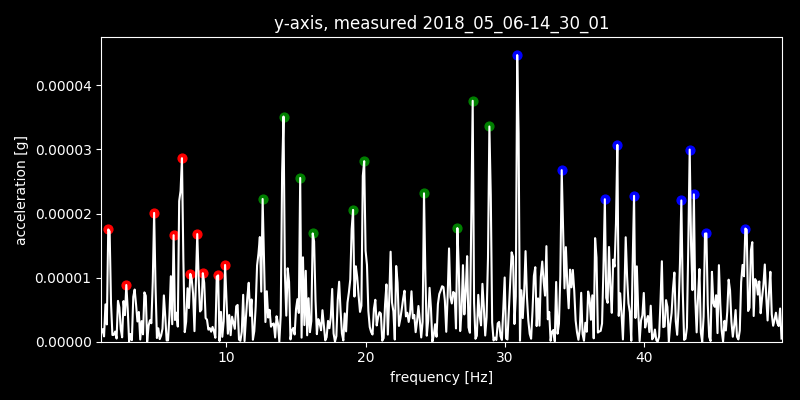 y-axis, measured 2018_05_06-14_30_01
acceleration [g]
0.00004
0.00003
0.00002
0.00001
0.00000
10 20 30 40
frequency [Hz]